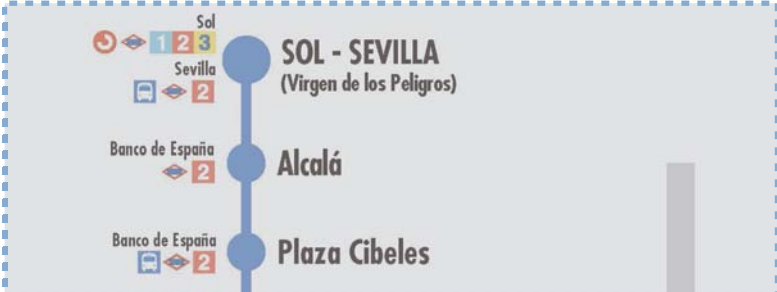 Sol
1 2 3
SOL - SEVILLA
Sevilla
(Virgen de los Peligros)
2
Banco de España
Alcalá
2
Banco de España
Plaza Cibeles
2